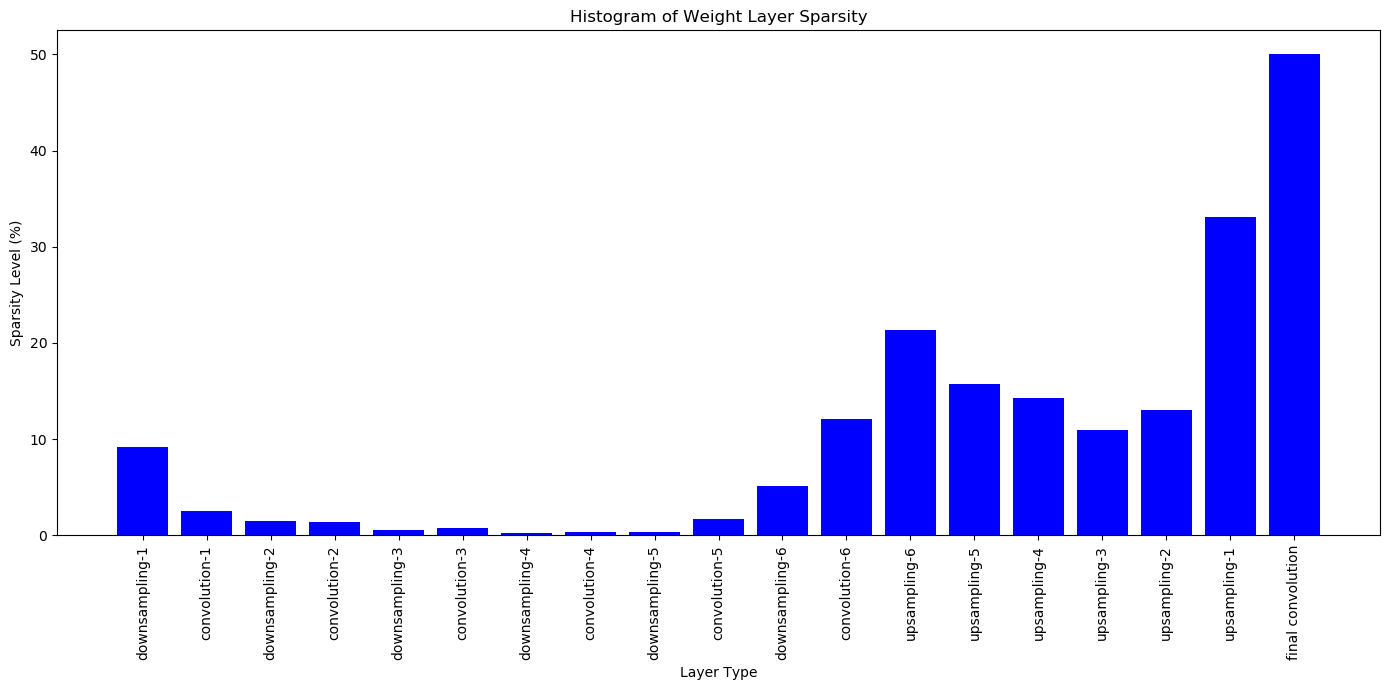 Histogram of Weight Layer Sparsity
Sparsity Level (%)
50
40
30
20
10
0
downsampling-1
convolution-1
downsampling-2
convolution-2
downsampling-3
convolution-3
downsampling-4
convolution-4
downsampling-5
convolution-5
downsampling-6
convolution-6
upsampling-6
upsampling-5
upsampling-4
upsampling-3
upsampling-2
upsampling-1
final convolution
Layer Type